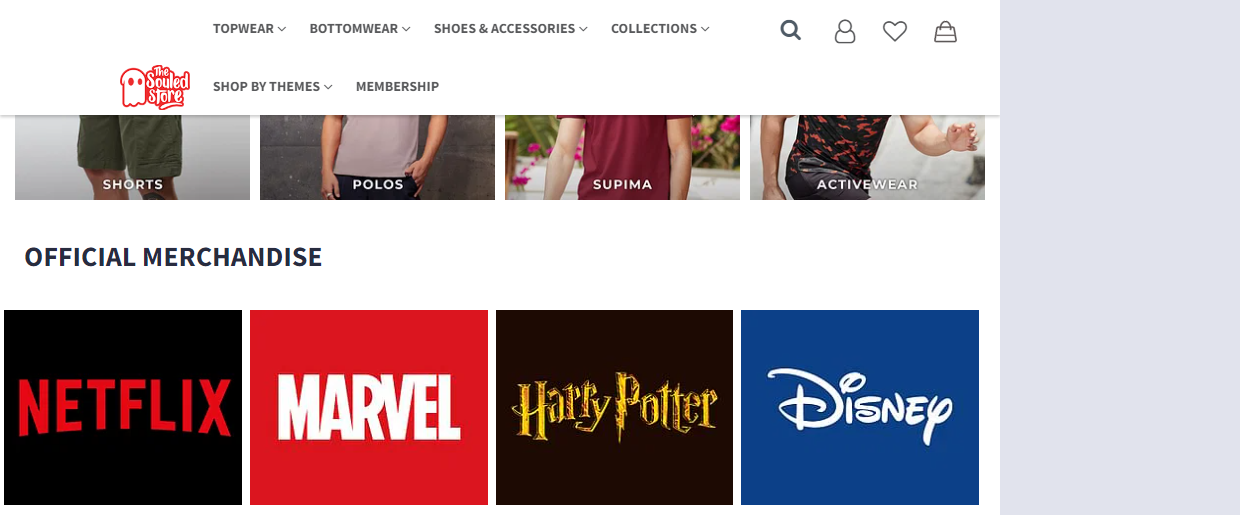 TOPWEAR BOTTOMWEAR SHOES & ACCESSORIES COLLECTIONS
The Souled Store
SHOP BY THEMES MEMBERSHIP
SHORTS POLOS SUPIMA ACTIVEWEAR
OFFICIAL MERCHANDISE
NETFLIX MARVEL Harry Potter DISNEY